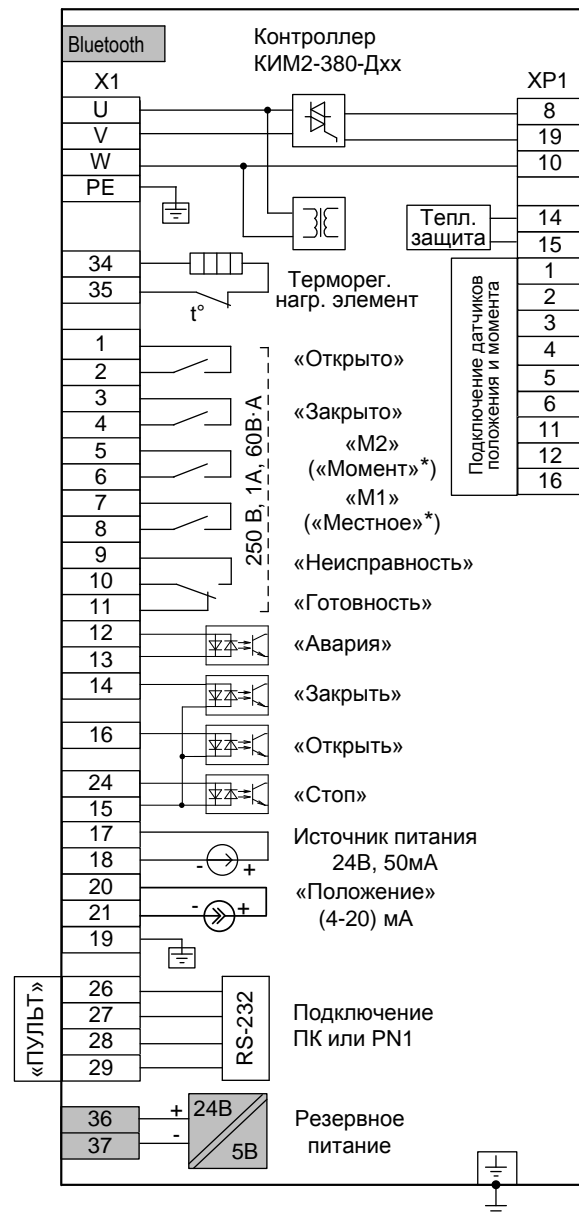 Bluetooth
Контроллер
КИМ2-380-Дхх
X1
XP1
U
V
W
PE
8
19
10
Тепл.
защита
14
15
34
35
t°
Терморег.
нагр. элемент
Подключение датчиков
положения и момента
1
2
3
4
5
6
11
12
16
1
2
«Открыто»
3
4
«Закрыто»
5
6
«М2»
(«Момент»*)
7
8
«М1»
(«Местное»*)
9
10
11
«Неисправность»
«Готовность»
250 В, 1А, 60В·А
12
13
«Авария»
14
«Закрыть»
16
«Открыть»
24
15
«Стоп»
17
18
- +
Источник питания
24В, 50мА
20
21
- +
«Положение»
(4-20) мА
19
«ПУЛЬТ»
26
27
28
29
RS-232
Подключение
ПК или PN1
36
37
+
-
24В
5В
Резервное
питание